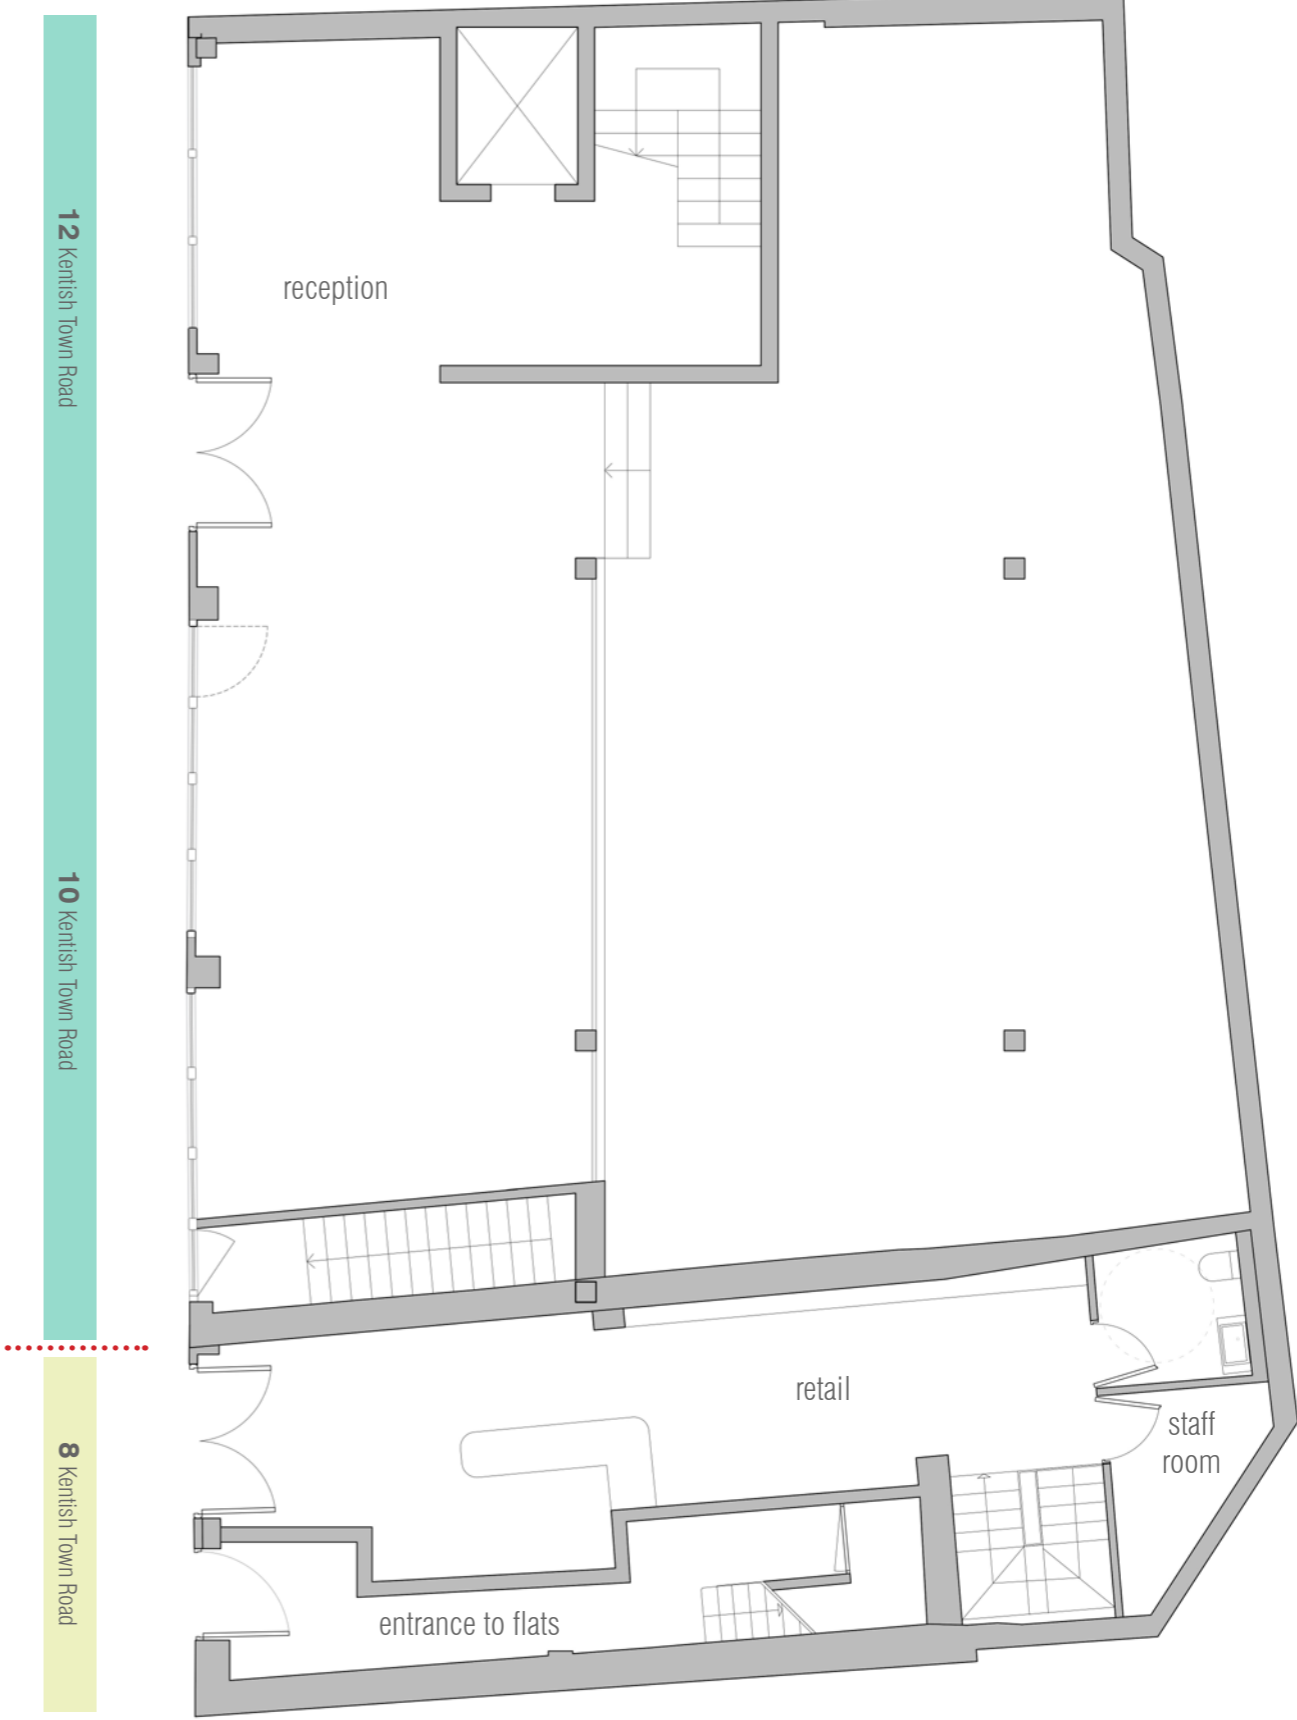 12 Kentish Town Road
reception
10 Kentish Town Road
retail
staff
room
8 Kentish Town Road
entrance to flats